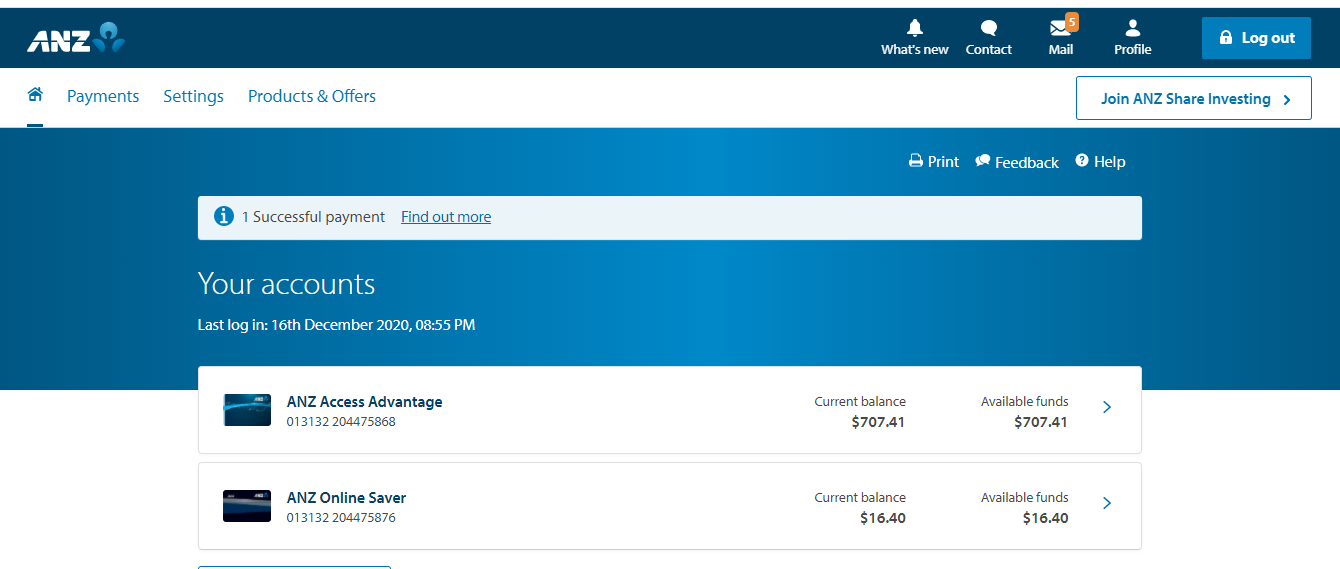 ANZ
What's new
Contact
5
Mail
Profile
Log out
Payments
Settings
Products & Offers
Join ANZ Share Investing
Print
Feedback
Help
1 Successful payment
Find out more
Your accounts
Last log in: 16th December 2020, 08:55 PM
ANZ Access Advantage
013132 204475868
Current balance
$707.41
Available funds
$707.41
ANZ Online Saver
013132 204475876
Current balance
$16.40
Available funds
$16.40